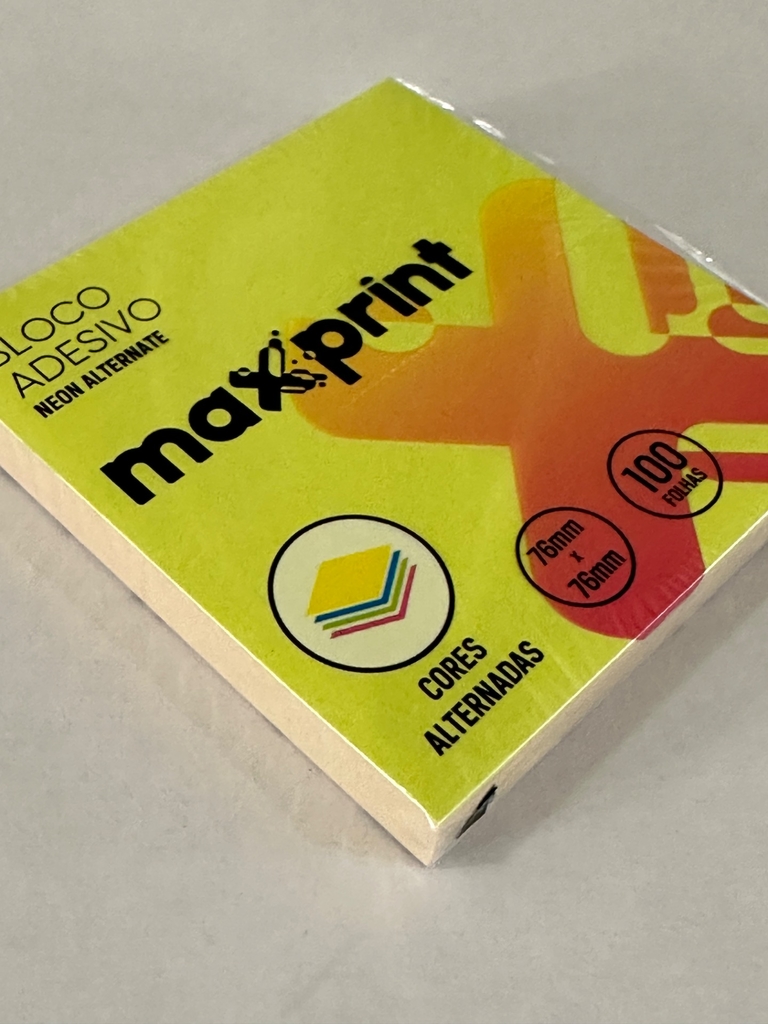 BLOCO
ADESIVO
NEON ALTERNATE
maxprint
100
FOLHAS
76mm
x
76mm
CORES
ALTERNADAS